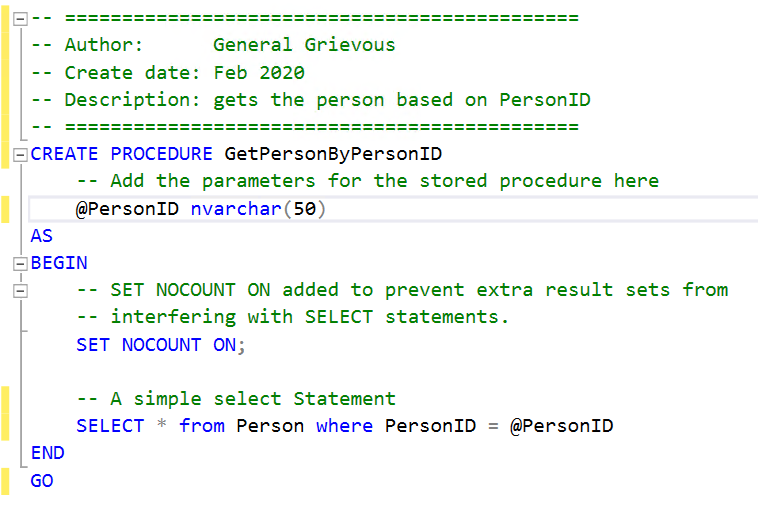 -- =============================================
-- Author:      General Grievous
-- Create date: Feb 2020
-- Description: gets the person based on PersonID
-- =============================================
CREATE PROCEDURE GetPersonByPersonID
    -- Add the parameters for the stored procedure here
    @PersonID nvarchar(50)
AS
BEGIN
    -- SET NOCOUNT ON added to prevent extra result sets from
    -- interfering with SELECT statements.
    SET NOCOUNT ON;

    -- A simple select Statement
    SELECT * from Person where PersonID = @PersonID
END
GO